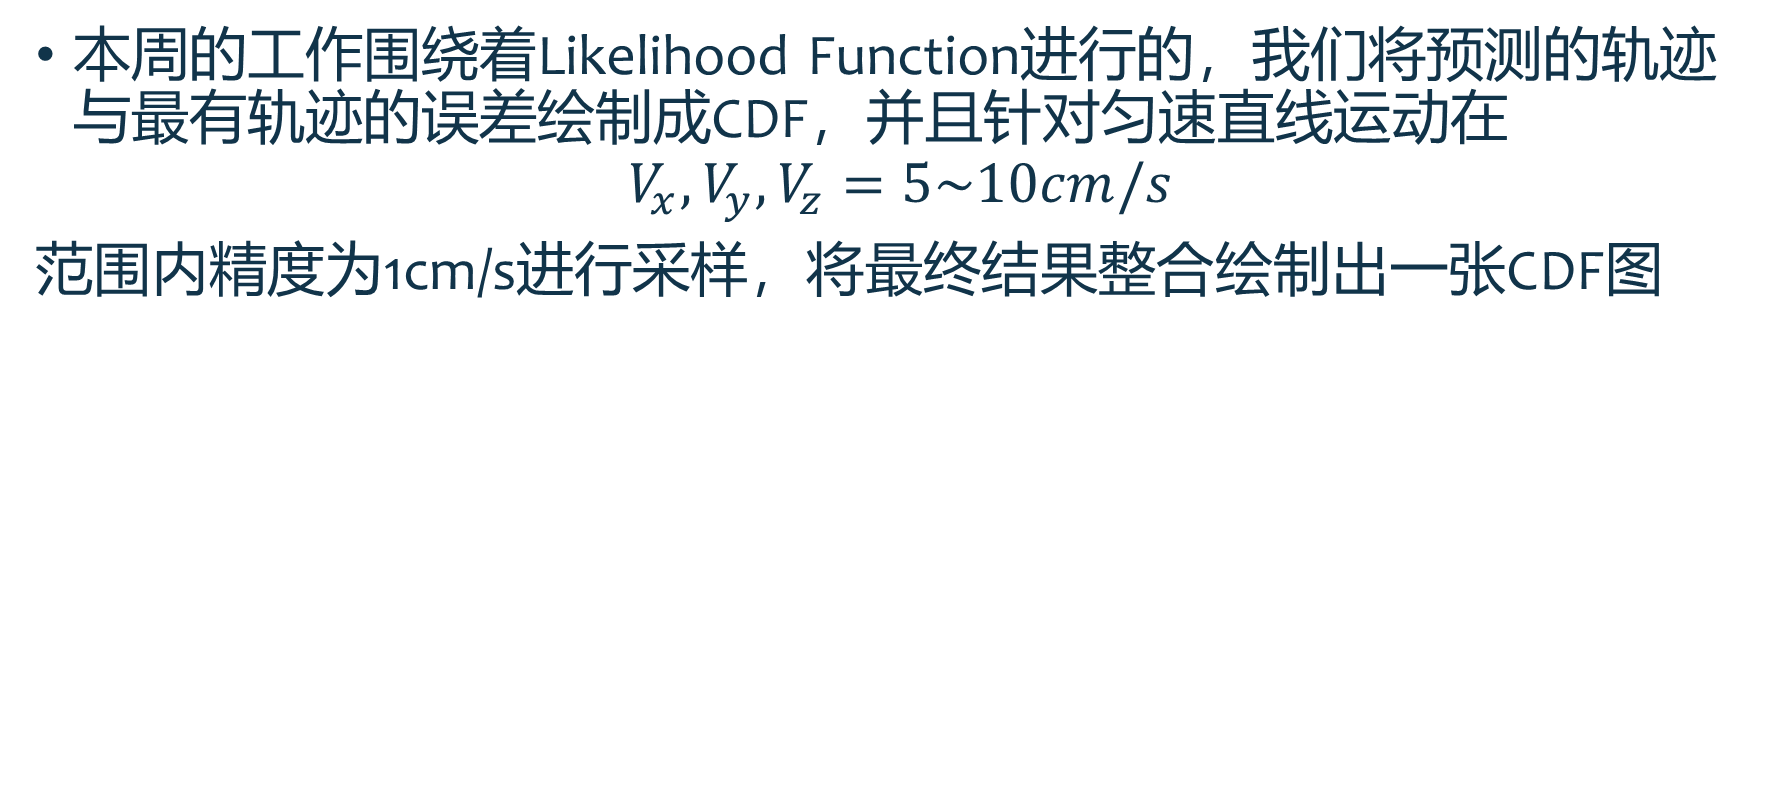 • 本周的工作围绕着Likelihood Function进行的，我们将预测的轨迹
与最有轨迹的误差绘制成CDF，并且针对匀速直线运动在
Vx, Vy, Vz = 5~10cm/s
范围内精度为1cm/s进行采样，将最终结果整合绘制出一张CDF图